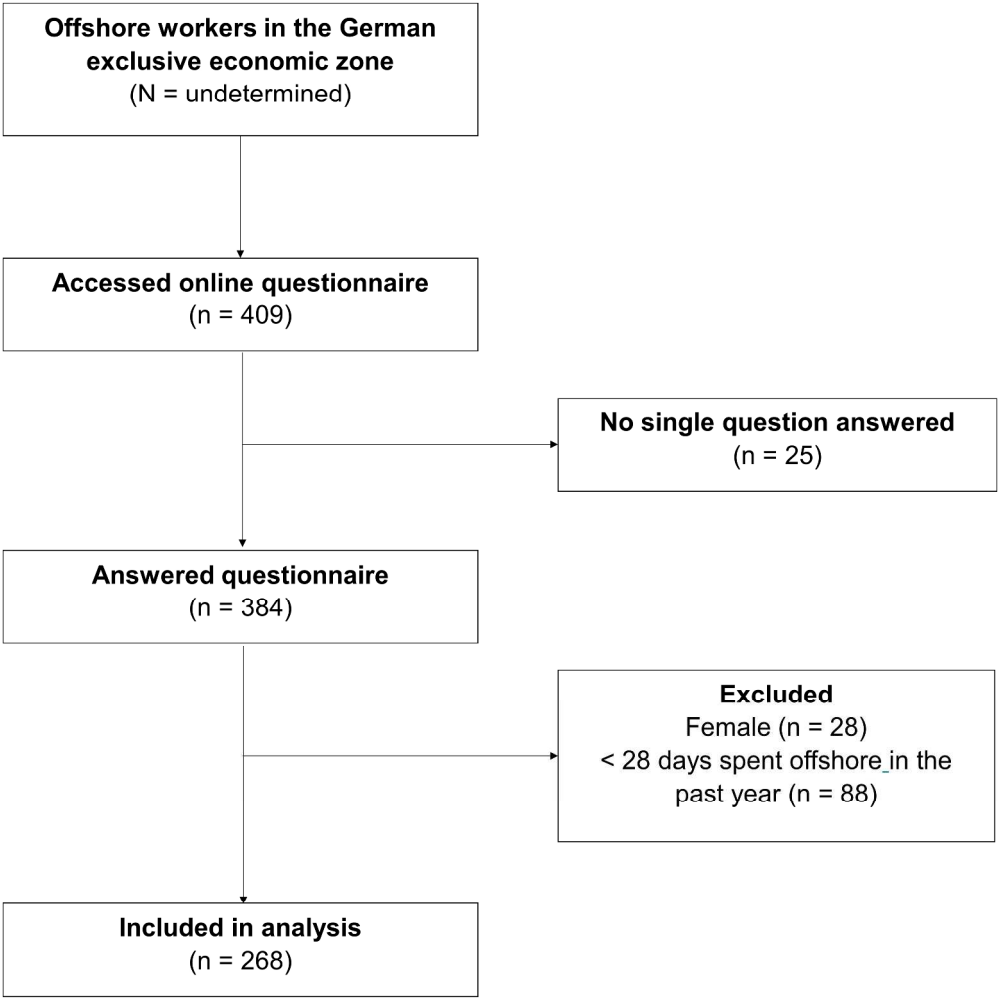 Offshore workers in the German
exclusive economic zone
(N = undetermined)
Accessed online questionnaire
(n = 409)
No single question answered
(n = 25)
Answered questionnaire
(n = 384)
Excluded
Female (n = 28)
< 28 days spent offshore in the
past year (n = 88)
Included in analysis
(n = 268)